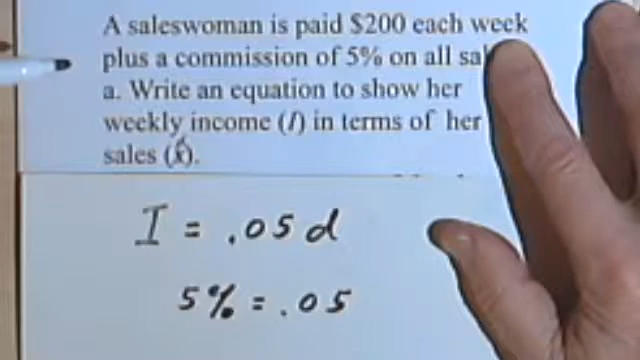 A saleswoman is paid $200 each week
plus a commission of 5% on all
a. Write an equation to show her
weekly income (I) in terms of her
sales
I = .05 d
5% = .05